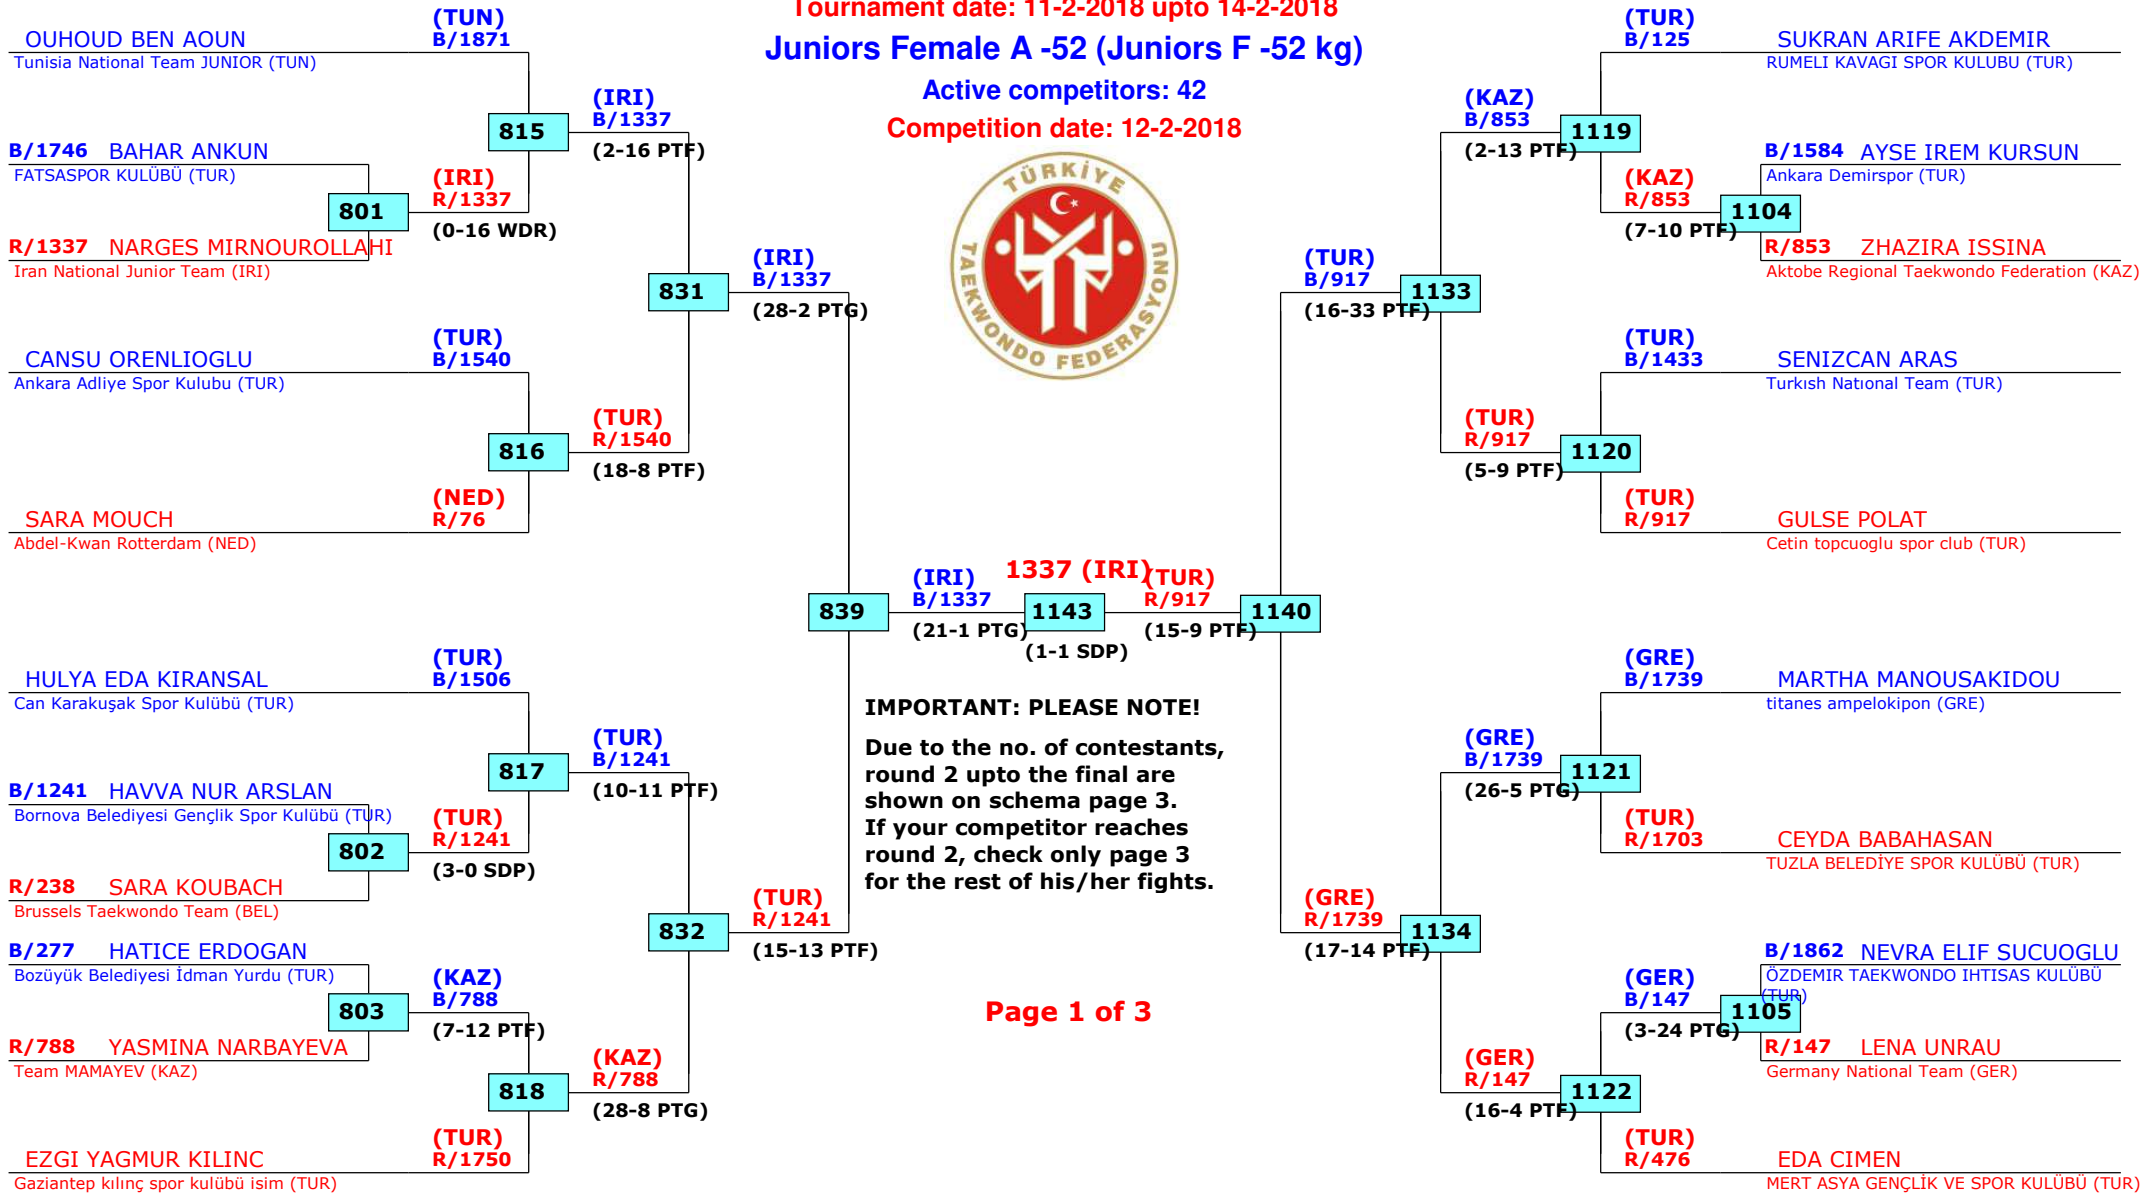 Tournament date: 11-2-2018 upto 14-2-2018
Juniors Female A -52 (Juniors F -52 kg)
Active competitors: 42
Competition date: 12-2-2018
TÜRKİYE
TAEKWONDO FEDERASYONU
OUHOUD BEN AOUN
Tunisia National Team JUNIOR (TUN)
(TUN)
B/1871
B/1746 BAHAR ANKUN
FATSASPOR KULÜBÜ (TUR)
801
R/1337 NARGES MIRNOUROLLAHI
Iran National Junior Team (IRI)
(IRI)
R/1337
(0-16 WDR)
815
(IRI)
B/1337
(2-16 PTF)
CANSU ORENLIOGLU
Ankara Adliye Spor Kulubu (TUR)
(TUR)
B/1540
816
SARA MOUCH
Abdel-Kwan Rotterdam (NED)
(NED)
R/76
(TUR)
R/1540
(18-8 PTF)
831
(IRI)
B/1337
(28-2 PTG)
HULYA EDA KIRANSAL
Can Karakuşak Spor Kulübü (TUR)
(TUR)
B/1506
B/1241 HAVVA NUR ARSLAN
Bornova Belediyesi Gençlik Spor Kulübü (TUR)
802
R/238 SARA KOUBACH
Brussels Taekwondo Team (BEL)
(TUR)
R/1241
(3-0 SDP)
817
(TUR)
B/1241
(10-11 PTF)
B/277 HATICE ERDOGAN
Bozüyük Belediyesi İdman Yurdu (TUR)
803
R/788 YASMINA NARBAYEVA
Team MAMAYEV (KAZ)
(KAZ)
B/788
(7-12 PTF)
818
EZGI YAGMUR KILINC
Gaziantep kılınç spor kulübü isim (TUR)
(TUR)
R/1750
(KAZ)
R/788
(28-8 PTG)
832
(TUR)
R/1241
(15-13 PTF)
839
(IRI)
B/1337
(21-1 PTG)
1337 (IRI)
1143
(1-1 SDP)
(TUR)
R/917
(15-9 PTF)
1140
IMPORTANT: PLEASE NOTE!
Due to the no. of contestants,
round 2 upto the final are
shown on schema page 3.
If your competitor reaches
round 2, check only page 3
for the rest of his/her fights.
Page 1 of 3
(TUR)
B/917
(16-33 PTF)
1133
(KAZ)
B/853
(2-13 PTF)
1119
(TUR)
B/125
SUKRAN ARIFE AKDEMIR
RUMELI KAVAGI SPOR KULUBU (TUR)
(KAZ)
R/853
(7-10 PTF)
1104
B/1584 AYSE IREM KURSUN
Ankara Demirspor (TUR)
R/853 ZHAZIRA ISSINA
Aktobe Regional Taekwondo Federation (KAZ)
(TUR)
R/917
(5-9 PTF)
1120
(TUR)
B/1433
SENIZCAN ARAS
Turkısh Natıonal Team (TUR)
(TUR)
R/917
GULSE POLAT
Cetin topcuoglu spor club (TUR)
(GRE)
R/1739
(17-14 PTF)
1134
(GRE)
B/1739
(26-5 PTG)
1121
(GRE)
B/1739
MARTHA MANOUSAKIDOU
titanes ampelokipon (GRE)
(TUR)
R/1703
CEYDA BABAHASAN
TUZLA BELEDİYE SPOR KULÜBÜ (TUR)
(GER)
R/147
(16-4 PTF)
1122
(GER)
B/147
(3-24 PTG)
1105
B/1862 NEVRA ELIF SUCUOGLU
ÖZDEMIR TAEKWONDO IHTISAS KULÜBÜ
(TUR)
R/147 LENA UNRAU
Germany National Team (GER)
(TUR)
R/476
EDA CIMEN
MERT ASYA GENÇLİK VE SPOR KULÜBÜ (TUR)